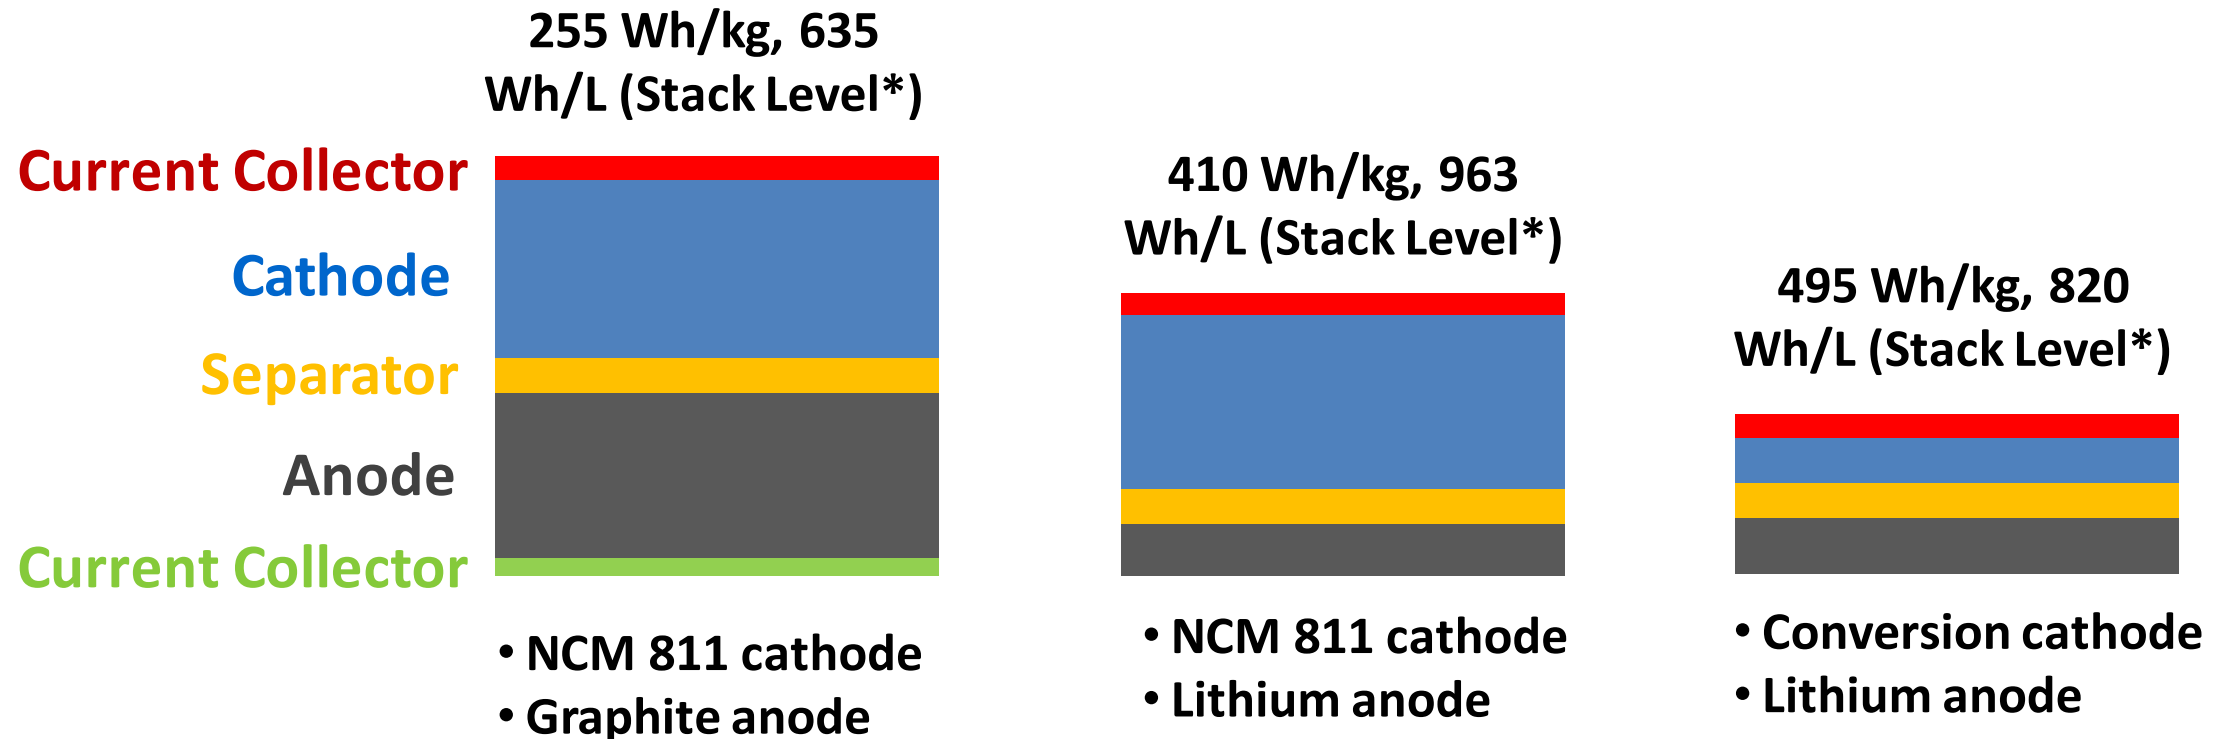 255 Wh/kg, 635
Wh/L (Stack Level*)
Current Collector
Cathode
Separator
Anode
Current Collector
• NCM 811 cathode
• Graphite anode
410 Wh/kg, 963
Wh/L (Stack Level*)
• NCM 811 cathode
• Lithium anode
495 Wh/kg, 820
Wh/L (Stack Level*)
• Conversion cathode
• Lithium anode